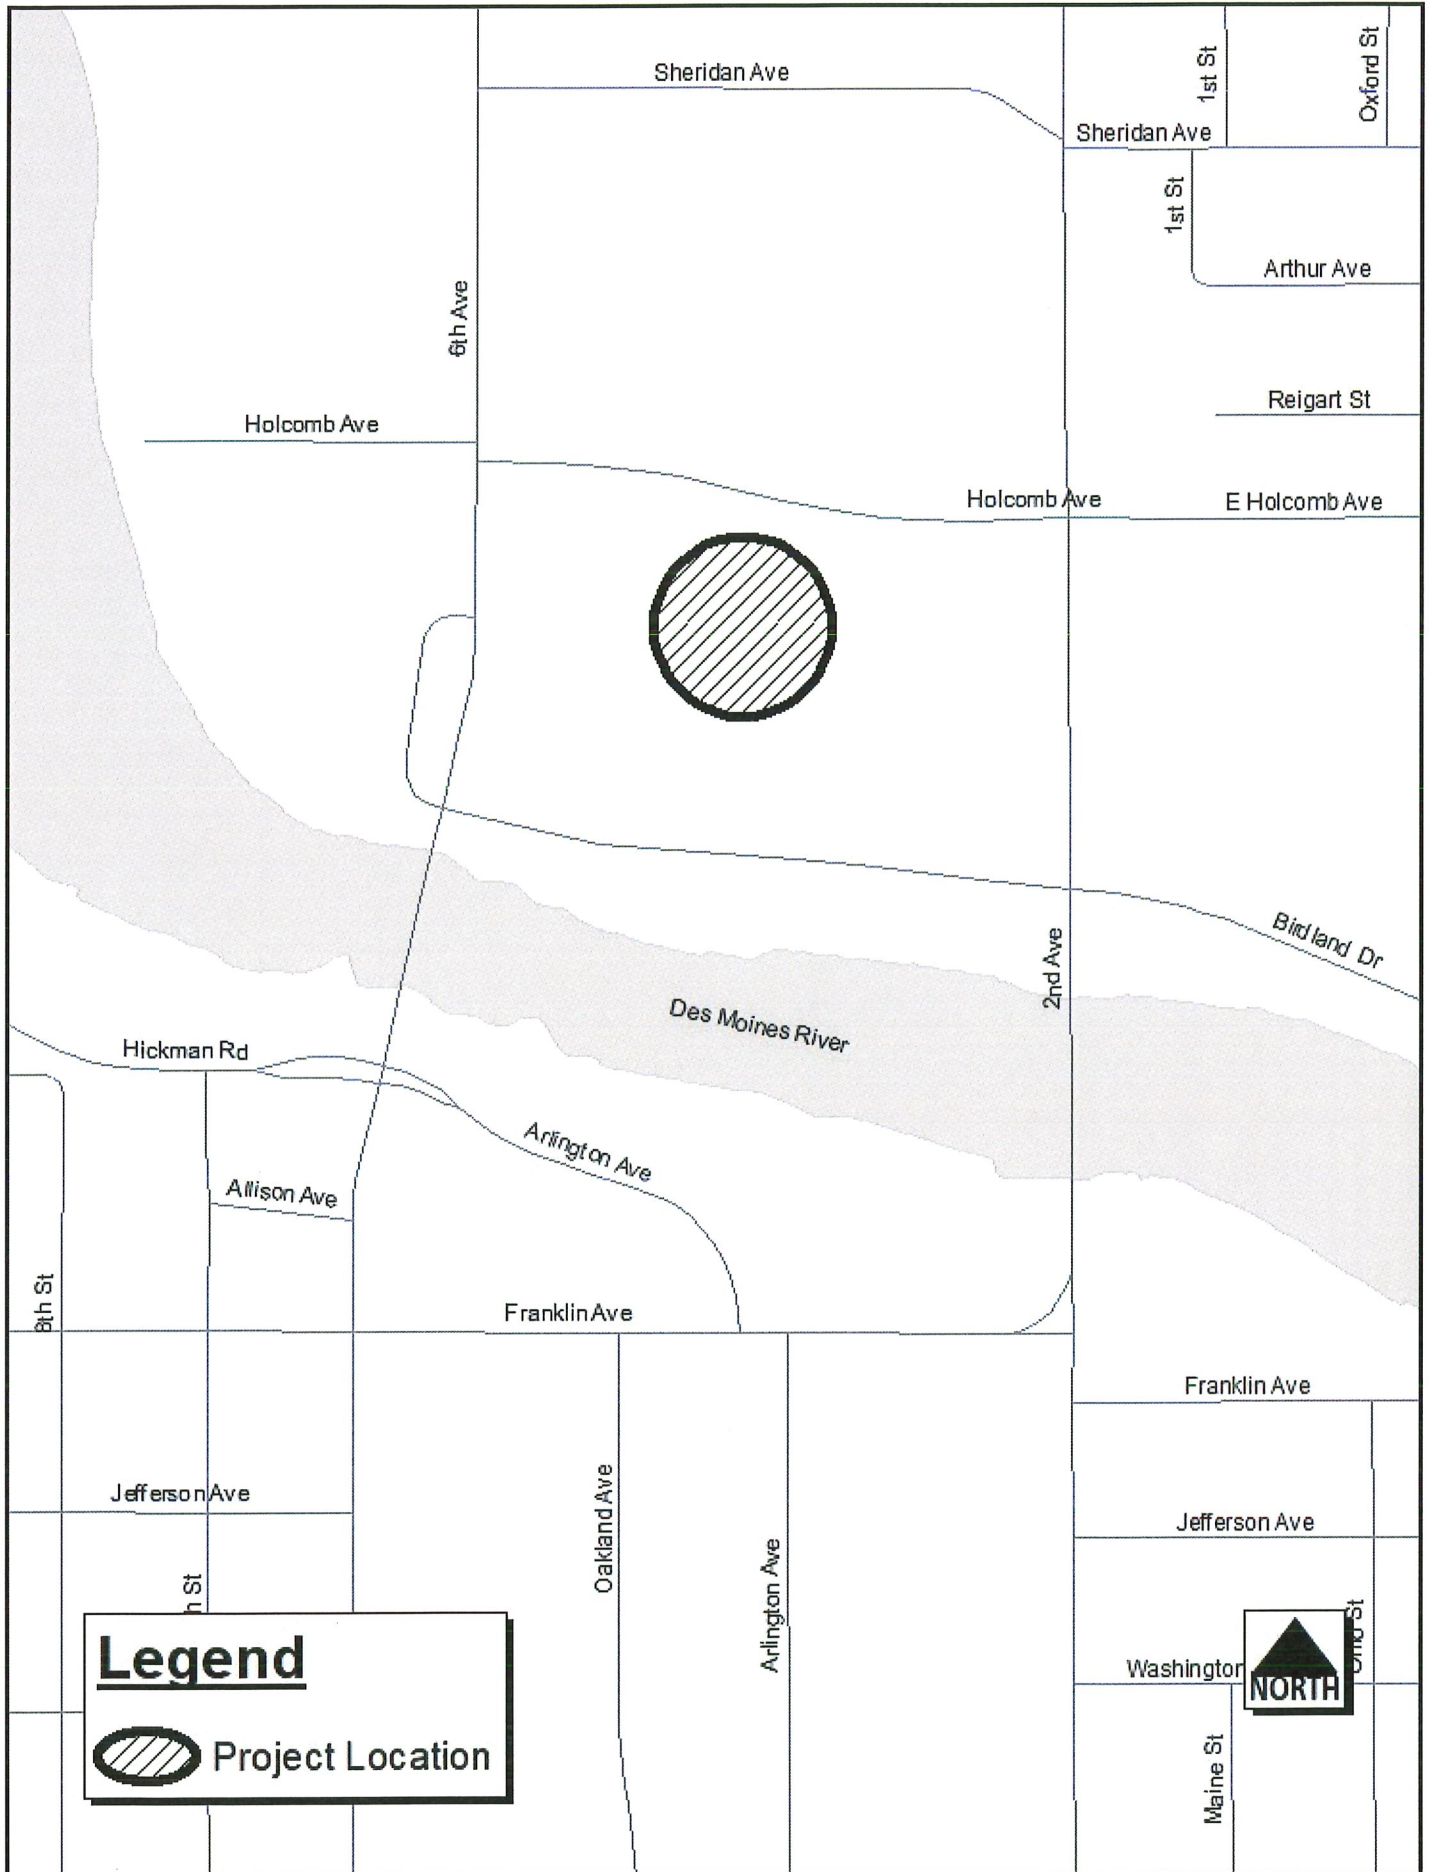 Sheridan Ave
1st St
Oxford St
Sheridan Ave
1st St
Arthur Ave
6th Ave
Reigart St
Holcomb Ave
Holcomb Ave
E Holcomb Ave
Birdland Dr
2nd Ave
Des Moines River
Hickman Rd
Arlington Ave
Allison Ave
8th St
Franklin Ave
Franklin Ave
Jefferson Ave
Oakland Ave
Jefferson Ave
Arlington Ave
St
Legend
Project Location
St
Washington
NORTH
Maine St